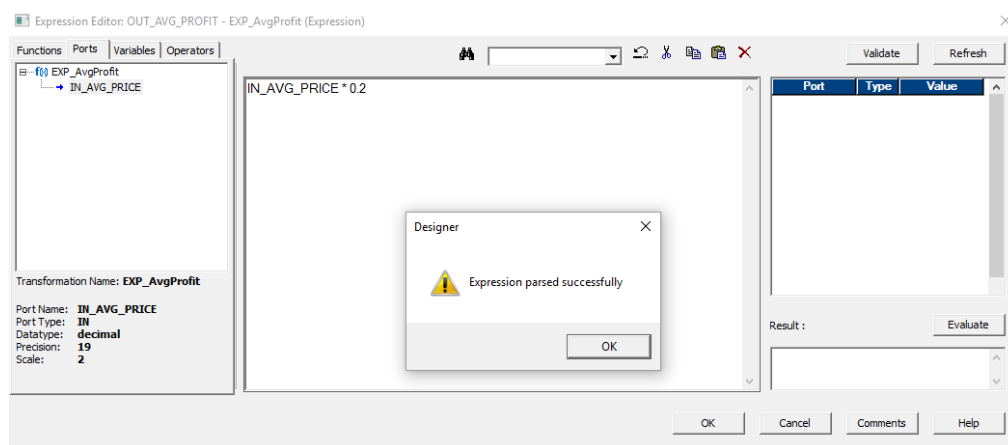 Expression Editor: OUT_AVG_PROFIT - EXP_AvgProfit (Expression)
Functions Ports Variables Operators
Validate Refresh
EXP_AvgProfit
IN_AVG_PRICE
IN_AVG_PRICE * 0.2
Port Type Value
Designer
Expression parsed successfully
OK
Transformation Name: EXP_AvgProfit
Port Name: IN_AVG_PRICE
Port Type: IN
Datatype: decimal
Precision: 19
Scale: 2
Result :
Evaluate
OK Cancel Comments Help